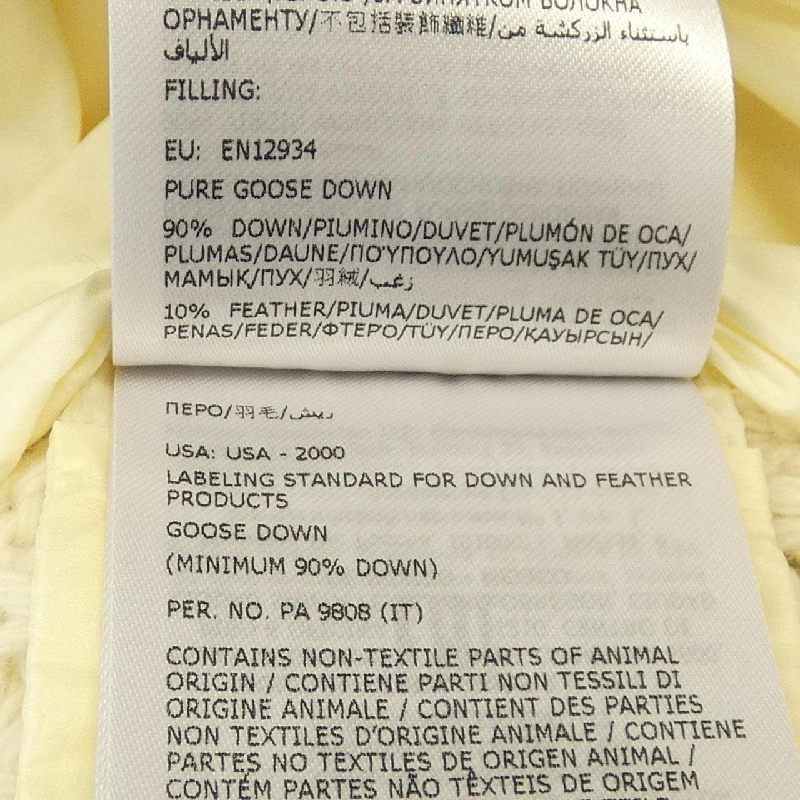 ОРНАМЕНТУ/不包括裝飾纖維/باستثناء الزركشة من
الألياف
FILLING:
EU: EN12934
PURE GOOSE DOWN
90% DOWN/PIUMINO/DUVET/PLUMÓN DE OCA/
PLUMAS/DAUNE/ΠΟΎΠΟΥΛΟ/YUMUŞAK TÜY/ПУХ/
МАМЫҚ/ПУХ/羽絨/زغب
10% FEATHER/PIUMA/DUVET/PLUMA DE OCA/
PENAS/FEDER/ΦΤΕΡΌ/TÜY/ПЕРО/ҚАУЫРСЫН/
ПЕРО/羽毛/ريش
USA: USA - 2000
LABELING STANDARD FOR DOWN AND FEATHER
PRODUCTS
GOOSE DOWN
(MINIMUM 90% DOWN)
PER. NO. PA 9808 (IT)
CONTAINS NON-TEXTILE PARTS OF ANIMAL
ORIGIN / CONTIENE PARTI NON TESSILI DI
ORIGINE ANIMALE / CONTIENT DES PARTIES
NON TEXTILES D'ORIGINE ANIMALE / CONTIENE
PARTES NO TEXTILES DE ORIGEN ANIMAL /
CONTÉM PARTES NÃO TÊXTEIS DE ORIGEM